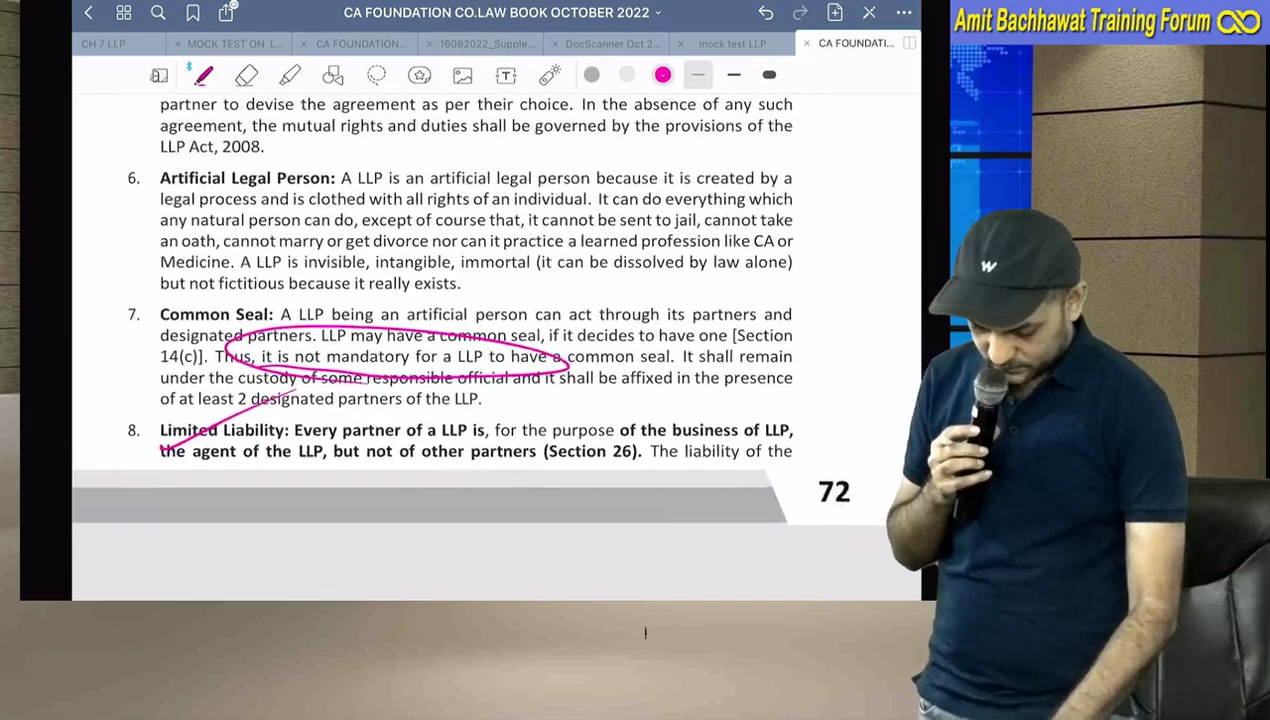 CA FOUNDATION CO.LAW BOOK OCTOBER 2022
Amit Bachhawat Training Forum
CH 7 LLP
MOCK TEST ON L...
CA FOUNDATION...
16082022_Supple...
DocScanner Oct 2...
mock test LLP
CA FOUNDATI...
partner to devise the agreement as per their choice. In the absence of any such
agreement, the mutual rights and duties shall be governed by the provisions of the
LLP Act, 2008.
6. Artificial Legal Person: A LLP is an artificial legal person because it is created by a
legal process and is clothed with all rights of an individual. It can do everything which
any natural person can do, except of course that, it cannot be sent to jail, cannot take
an oath, cannot marry or get divorce nor can it practice a learned profession like CA or
Medicine. A LLP is invisible, intangible, immortal (it can be dissolved by law alone)
but not fictitious because it really exists.
7. Common Seal: A LLP being an artificial person can act through its partners and
designated partners. LLP may have a common seal, if it decides to have one [Section
14(c)]. Thus, it is not mandatory for a LLP to have a common seal. It shall remain
under the custody of some responsible official and it shall be affixed in the presence
of at least 2 designated partners of the LLP.
8. Limited Liability: Every partner of a LLP is, for the purpose of the business of LLP,
the agent of the LLP, but not of other partners (Section 26). The liability of the
72
W